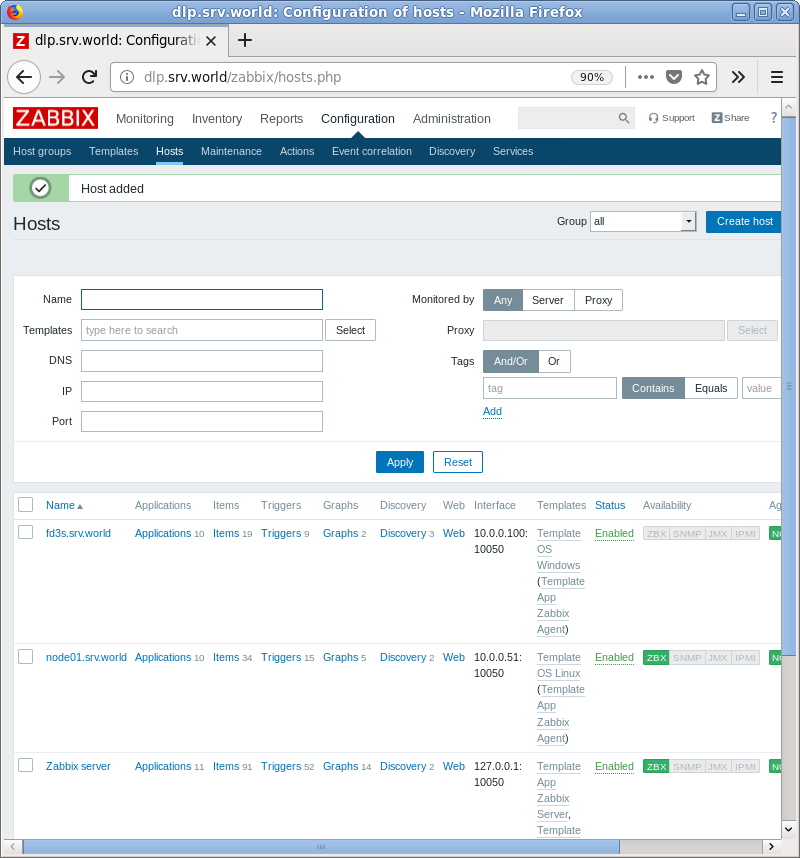 dlp.srv.world: Configuration of hosts - Mozilla Firefox
Z dlp.srv.world: Configurati
dlp.srv.world/zabbix/hosts.php 90%
ZABBIX Monitoring Inventory Reports Configuration Administration Support Z Share ?
Host groups Templates Hosts Maintenance Actions Event correlation Discovery Services
Host added
Hosts Group all Create host
Name Monitored by Any Server Proxy
Templates type here to search Select Proxy Select
DNS Tags And/Or Or
IP tag Contains Equals value
Add
Port
Apply Reset
Name Applications Items Triggers Graphs Discovery Web Interface Templates Status Availability Ag
fd3s.srv.world Applications 10 Items 19 Triggers 9 Graphs 2 Discovery 3 Web 10.0.0.100: Template Enabled ZBX SNMP JMX IPMI NO
10050 OS
Windows
(Template
App
Zabbix
Agent)
node01.srv.world Applications 10 Items 34 Triggers 15 Graphs 5 Discovery 2 Web 10.0.0.51: Template Enabled ZBX SNMP JMX IPMI NO
10050 OS Linux
(Template
App
Zabbix
Agent)
Zabbix server Applications 11 Items 91 Triggers 52 Graphs 14 Discovery 2 Web 127.0.0.1: Template Enabled ZBX SNMP JMX IPMI NO
10050 App
Zabbix
Server,
Template